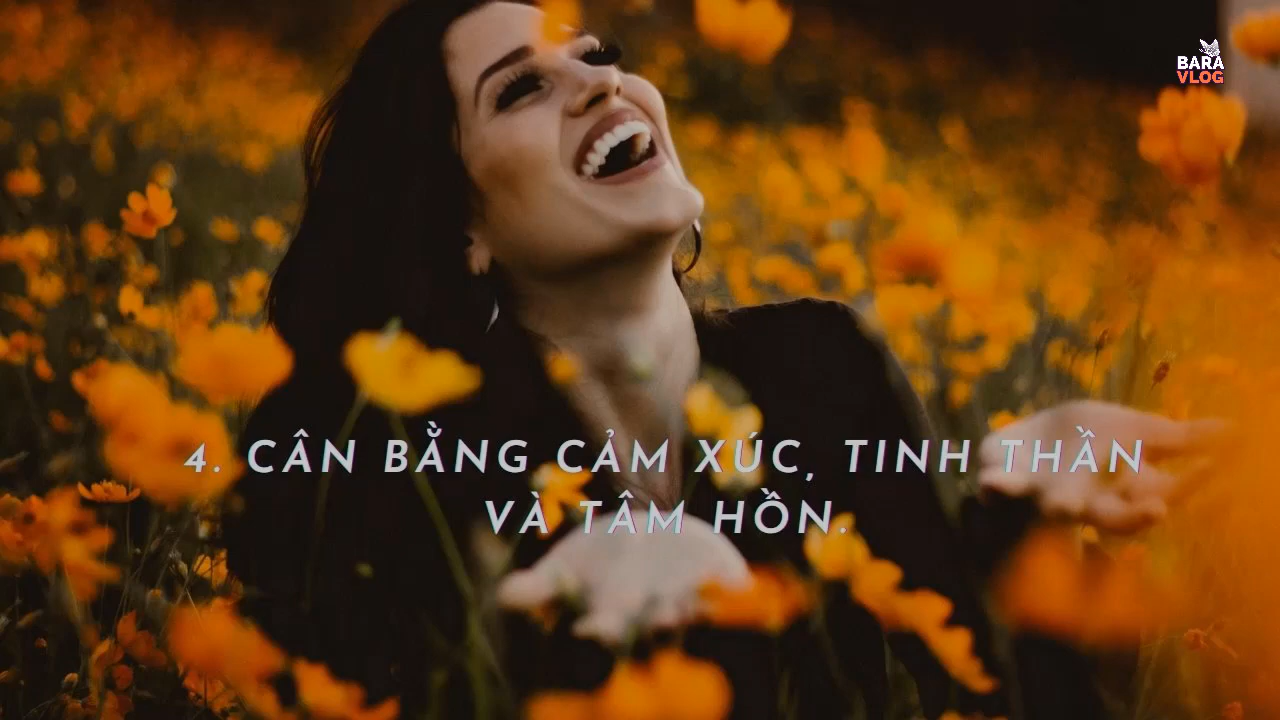 BARA
VLOG
4. CÂN BẰNG CẢM XÚC, TINH THẦN
VÀ TÂM HỒN.